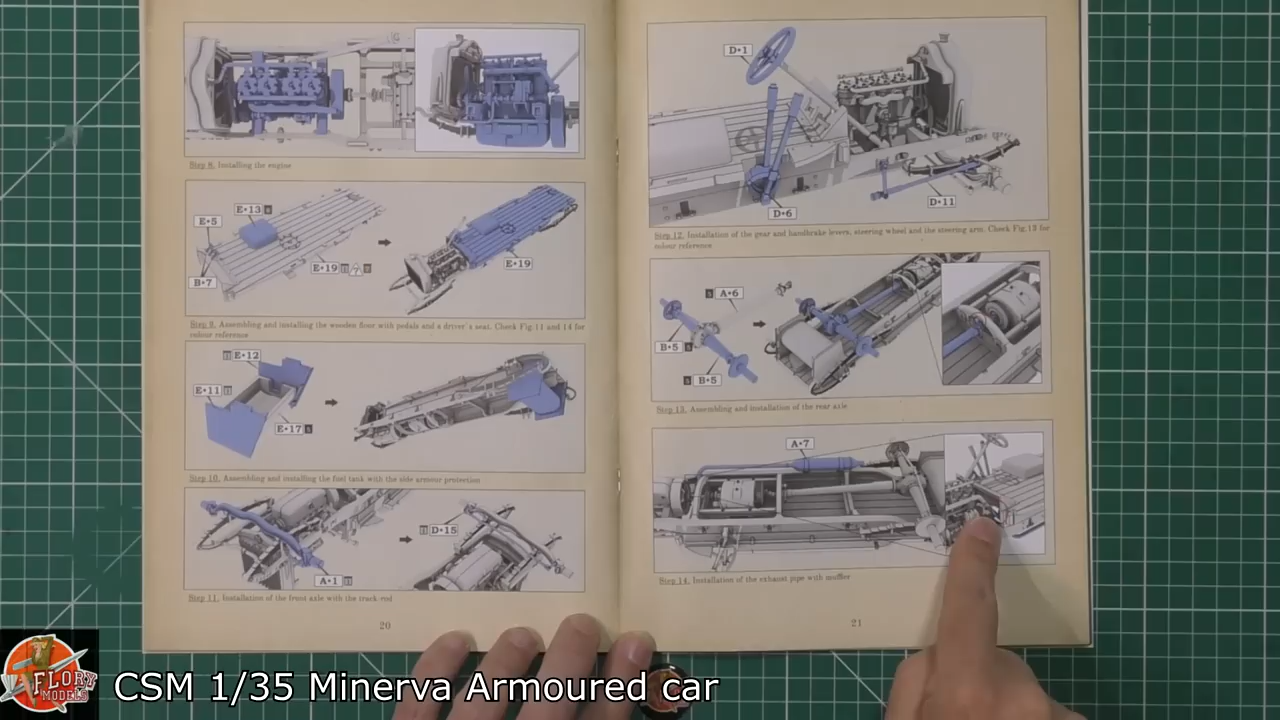 Step 8. Installing the engine
E•13
E•5
B•7
E•19
E•19
Step 9. Assembling and installing the wooden floor with pedals and a driver's seat. Check Fig.11 and 14 for
colour reference
E•12
E•11
E•17
Step 10. Assembling and installing the fuel tank with the side armour protection
D•15
A•1
Step 11. Installation of the front axle with the track rod
20
D•1
D•6
D•11
Step 12. Installation of the gear and handbrake levers, steering wheel and the steering arm. Check Fig.13 for
colour reference
A•6
B•5
B•5
Step 13. Assembling and installation of the rear axle
A•7
Step 14. Installation of the exhaust pipe with muffler
21
FLORY
MODELS
CSM 1/35 Minerva Armoured car